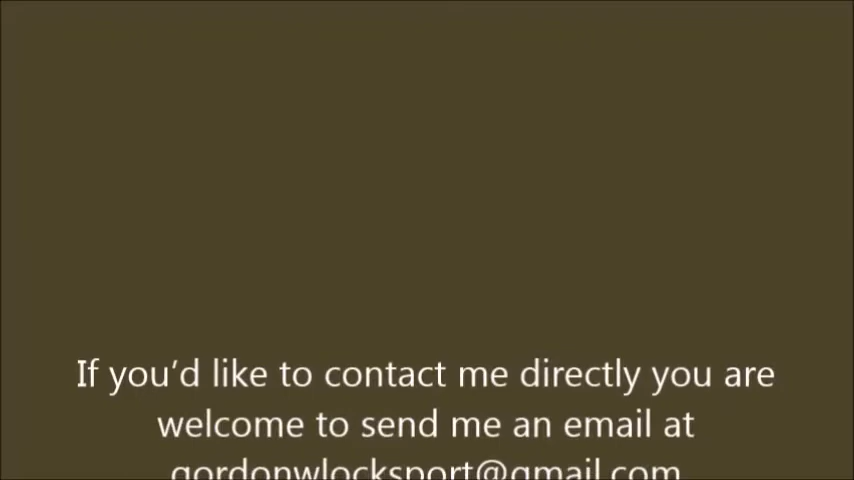 If you’d like to contact me directly you are
welcome to send me an email at
gordonwlocksport@gmail.com